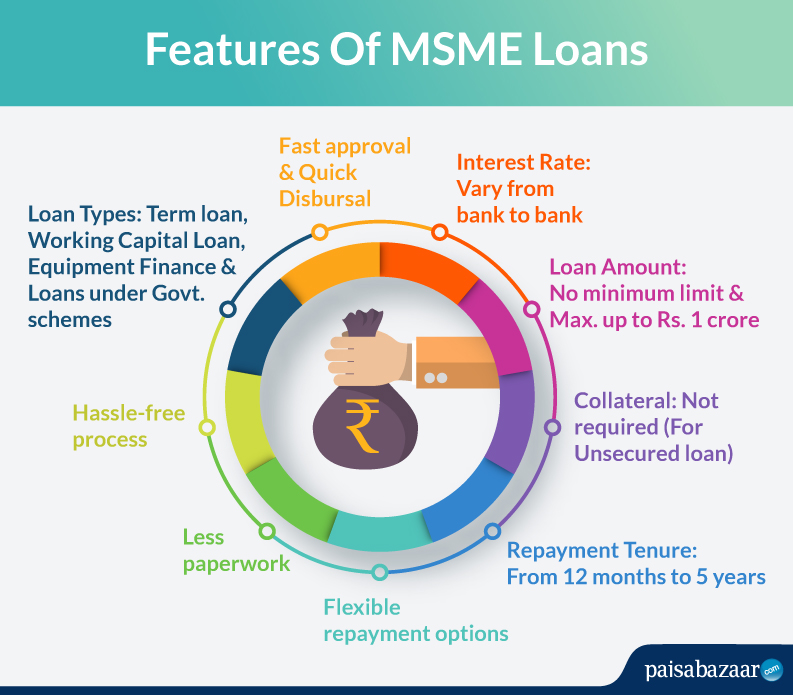 Features Of MSME Loans
Fast approval
& Quick
Disbursal
Interest Rate:
Vary from
bank to bank
Loan Amount:
No minimum limit &
Max. up to Rs. 1 crore
Collateral: Not
required (For
Unsecured loan)
Repayment Tenure:
From 12 months to 5 years
Flexible
repayment options
Less
paperwork
Hassle-free
process
Loan Types: Term loan,
Working Capital Loan,
Equipment Finance &
Loans under Govt.
schemes
₹
paisabazaar.com